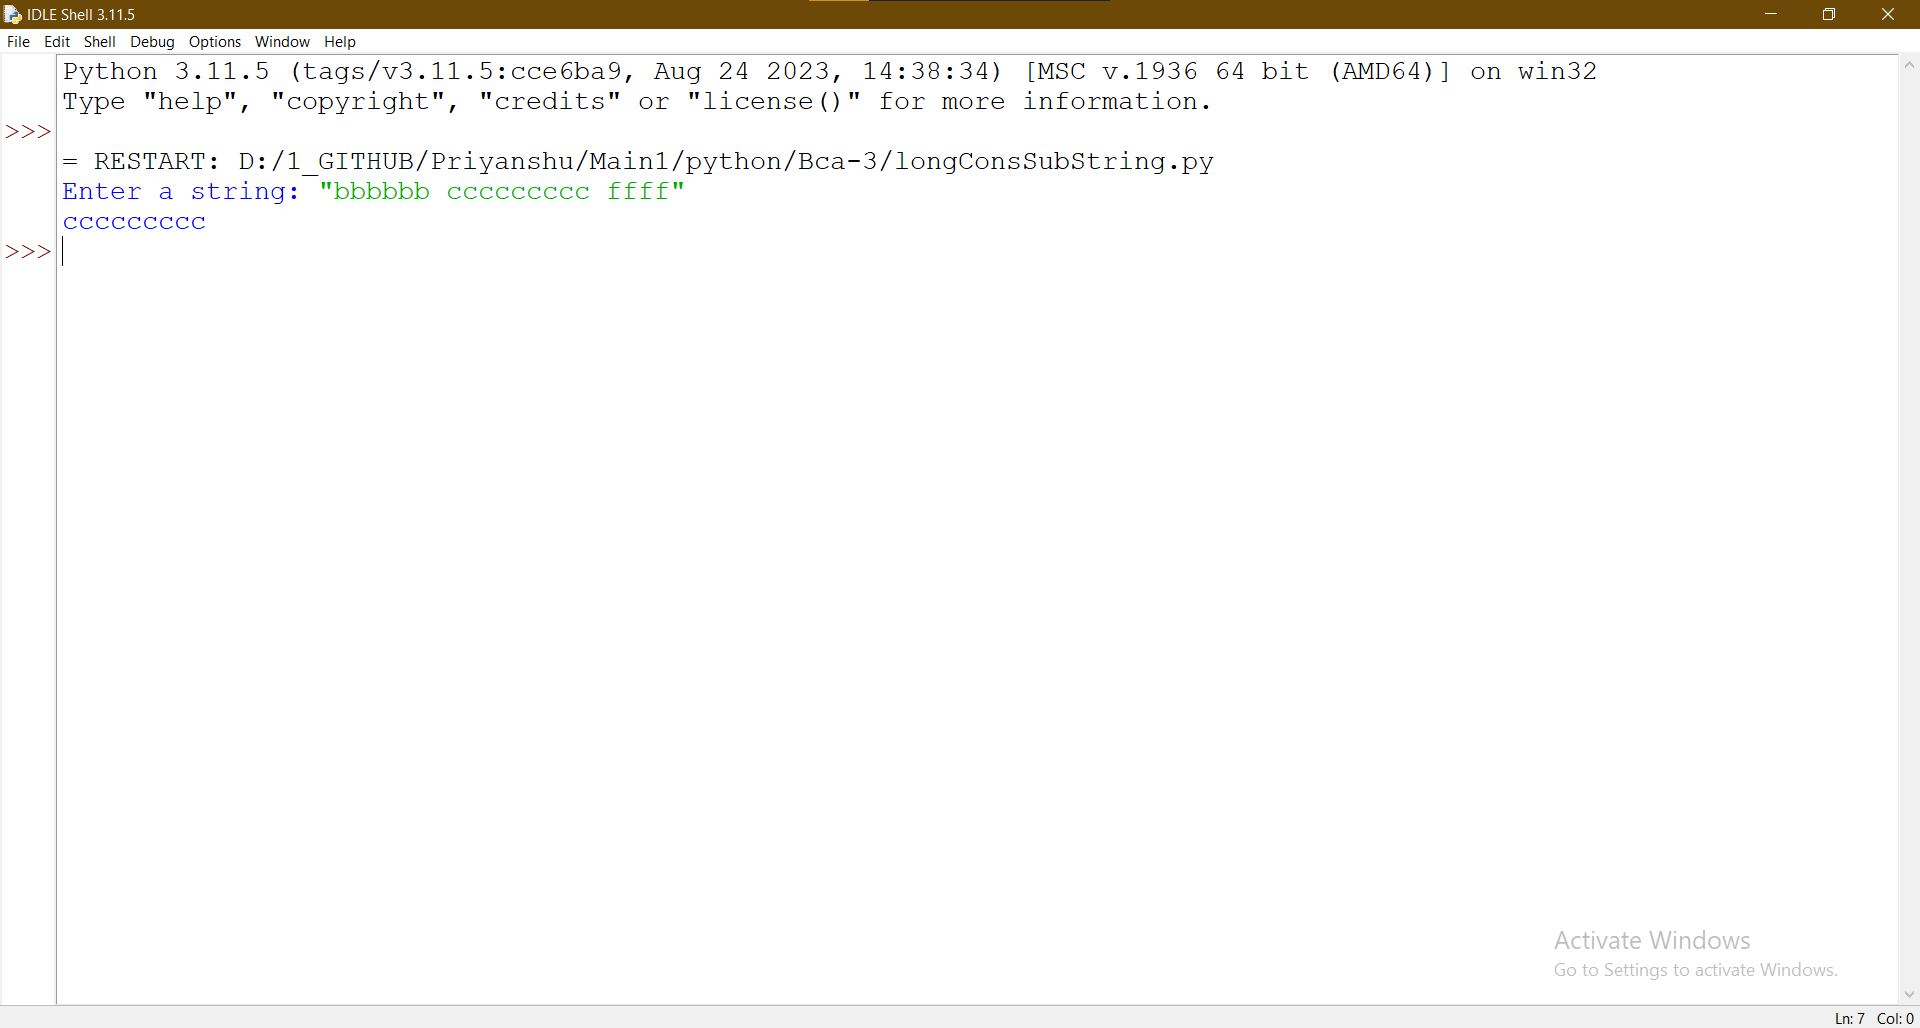 IDLE Shell 3.11.5
File Edit Shell Debug Options Window Help
Python 3.11.5 (tags/v3.11.5:cce6ba9, Aug 24 2023, 14:38:34) [MSC v.1936 64 bit (AMD64)] on win32
Type "help", "copyright", "credits" or "license()" for more information.
>>>
= RESTART: D:/1_GITHUB/Priyanshu/Main1/python/Bca-3/longConsSubString.py
Enter a string: "bbbbbb ccccccccc ffff"
ccccccccc
>>>
Activate Windows
Go to Settings to activate Windows.
Ln: 7 Col: 0